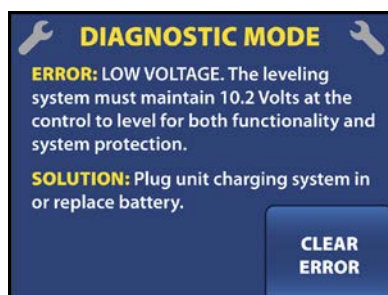 DIAGNOSTIC MODE
ERROR: LOW VOLTAGE. The leveling
system must maintain 10.2 Volts at the
control to level for both functionality and
system protection.
SOLUTION: Plug unit charging system in
or replace battery.
CLEAR
ERROR